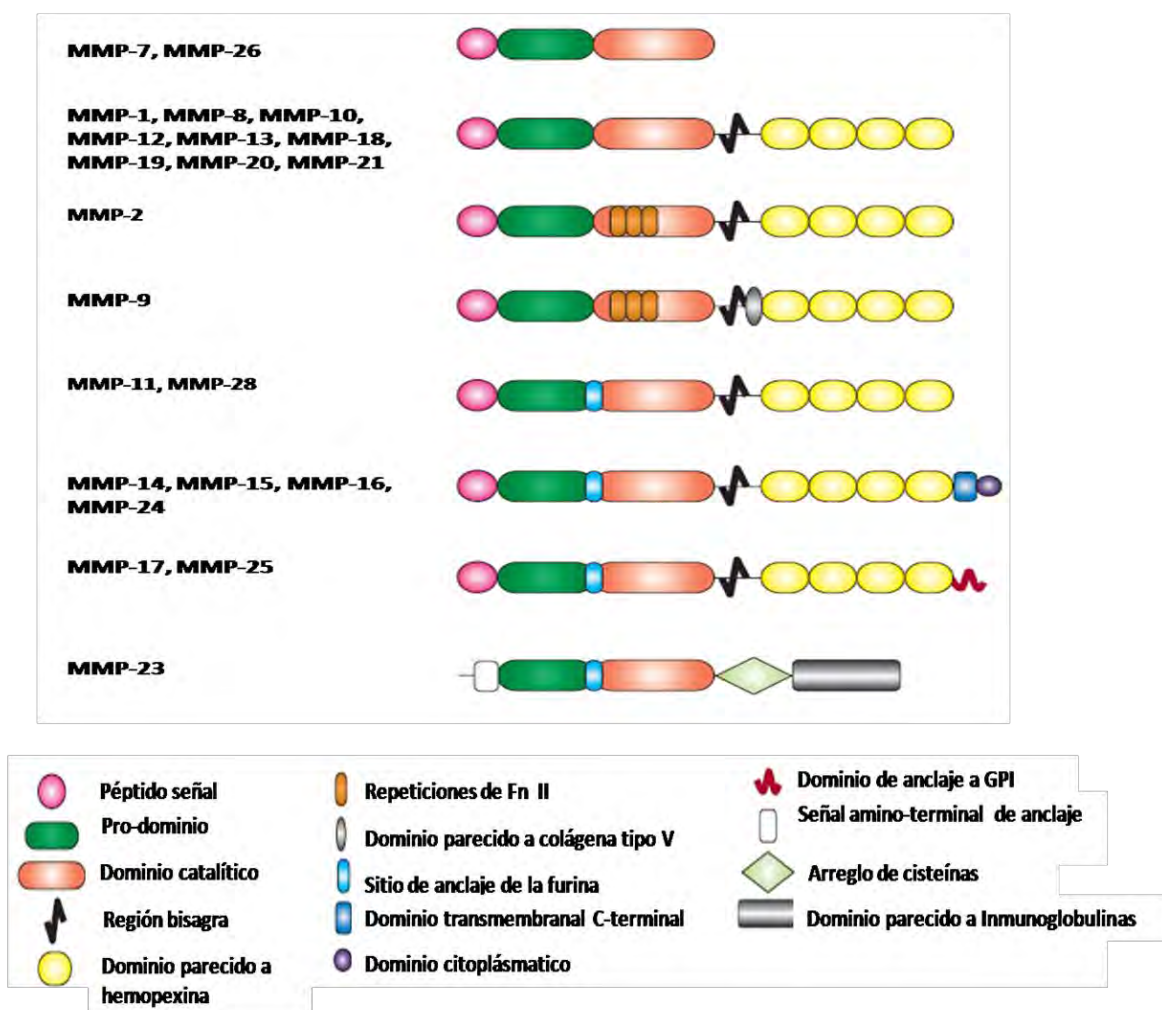 MMP-7, MMP-26
MMP-1, MMP-8, MMP-10,
MMP-12, MMP-13, MMP-18,
MMP-19, MMP-20, MMP-21
MMP-2
MMP-9
MMP-11, MMP-28
MMP-14, MMP-15, MMP-16,
MMP-24
MMP-17, MMP-25
MMP-23
Péptido señal
Pro-dominio
Dominio catalítico
Región bisagra
Dominio parecido a
hemopexina
Repeticiones de Fn II
Dominio parecido a colágena tipo V
Sitio de anclaje de la furina
Dominio transmembranal C-terminal
Dominio citoplásmatico
Dominio de anclaje a GPI
Señal amino-terminal de anclaje
Arreglo de cisteínas
Dominio parecido a Inmunoglobulinas